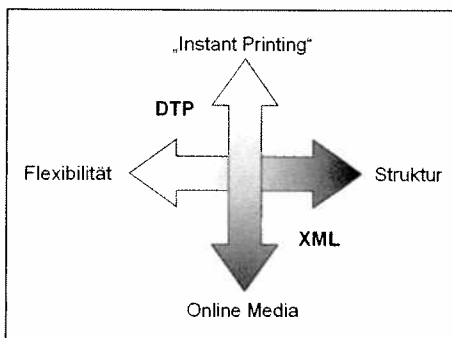 „Instant Printing“
DTP
Flexibilität
Struktur
XML
Online Media